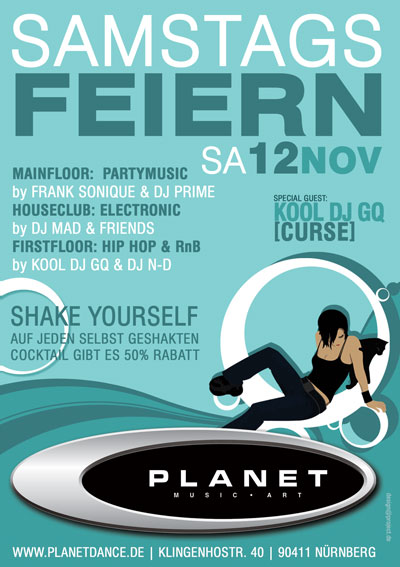 SAMSTAGS
FEIERN
SA12NOV
MAINFLOOR: PARTYMUSIC
by FRANK SONIQUE & DJ PRIME
HOUSECLUB: ELECTRONIC
by DJ MAD & FRIENDS
FIRSTFLOOR: HIP HOP & RnB
by KOOL DJ GQ & DJ N-D
SPECIAL GUEST:
KOOL DJ GQ
[CURSE]
SHAKE YOURSELF
AUF JEDEN SELBST GESHAKTEN
COCKTAIL GIBT ES 50% RABATT
PLANET
MUSIC • ART
WWW.PLANETDANCE.DE | KLINGENHOSTR. 40 | 90411 NÜRNBERG